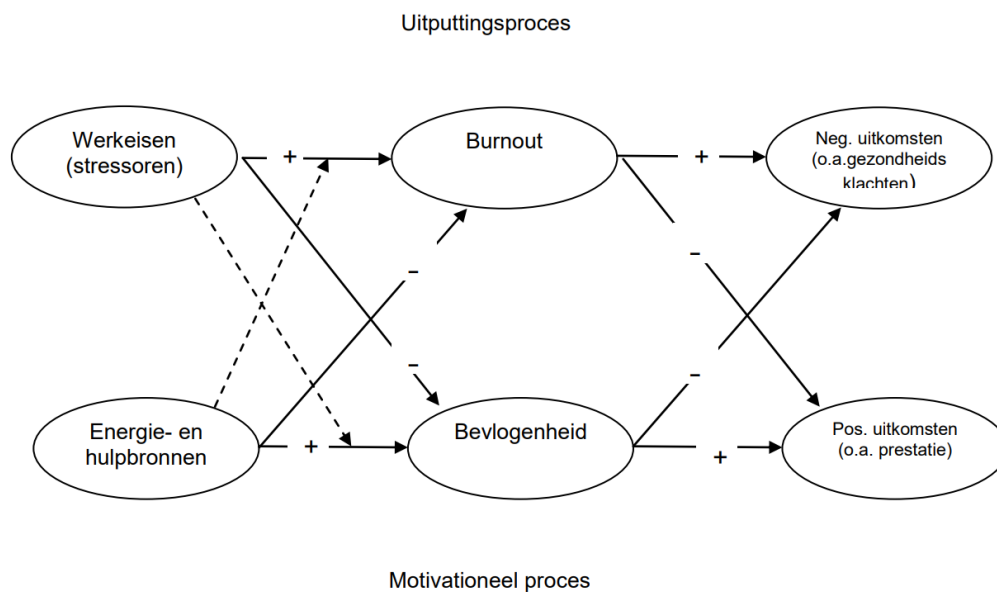 Uitputtingsproces
Werkeisen
(stressoren)
+
Burnout
+
Neg. uitkomsten
(o.a.gezondheids
klachten)
-
-
-
-
Energie- en
hulpbronnen
+
Bevlogenheid
+
Pos. uitkomsten
(o.a. prestatie)
Motivationeel proces